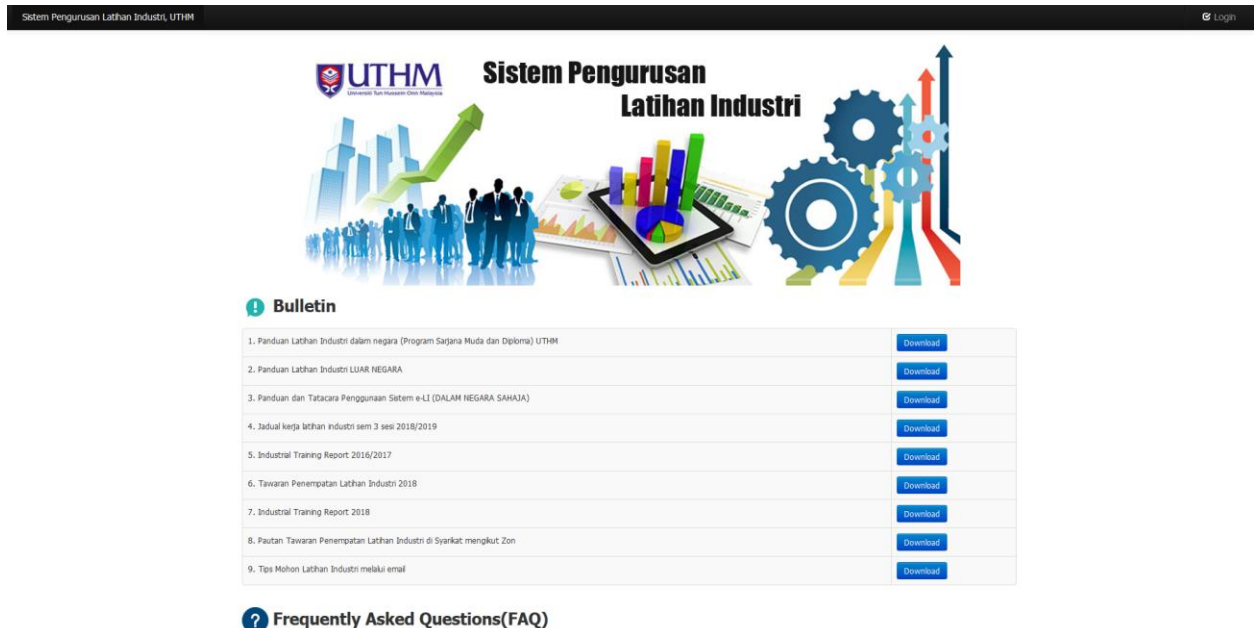 Sistem Pengurusan Latihan Industri, UTHM
Login
UTHM
Universiti Tun Hussein Onn Malaysia
Sistem Pengurusan
Latihan Industri
Bulletin
1. Panduan Latihan Industri dalam negara (Program Sarjana Muda dan Diploma) UTHM
Download
2. Panduan Latihan Industri LUAR NEGARA
Download
3. Panduan dan Tatacara Penggunaan Sistem e-LI (DALAM NEGARA SAHAJA)
Download
4. Jadual kerja latihan industri sem 3 sesi 2018/2019
Download
5. Industrial Training Report 2016/2017
Download
6. Tawaran Penempatan Latihan Industri 2018
Download
7. Industrial Training Report 2018
Download
8. Pautan Tawaran Penempatan Latihan Industri di Syarikat mengikut Zon
Download
9. Tips Mohon Latihan Industri melalui email
Download
Frequently Asked Questions(FAQ)